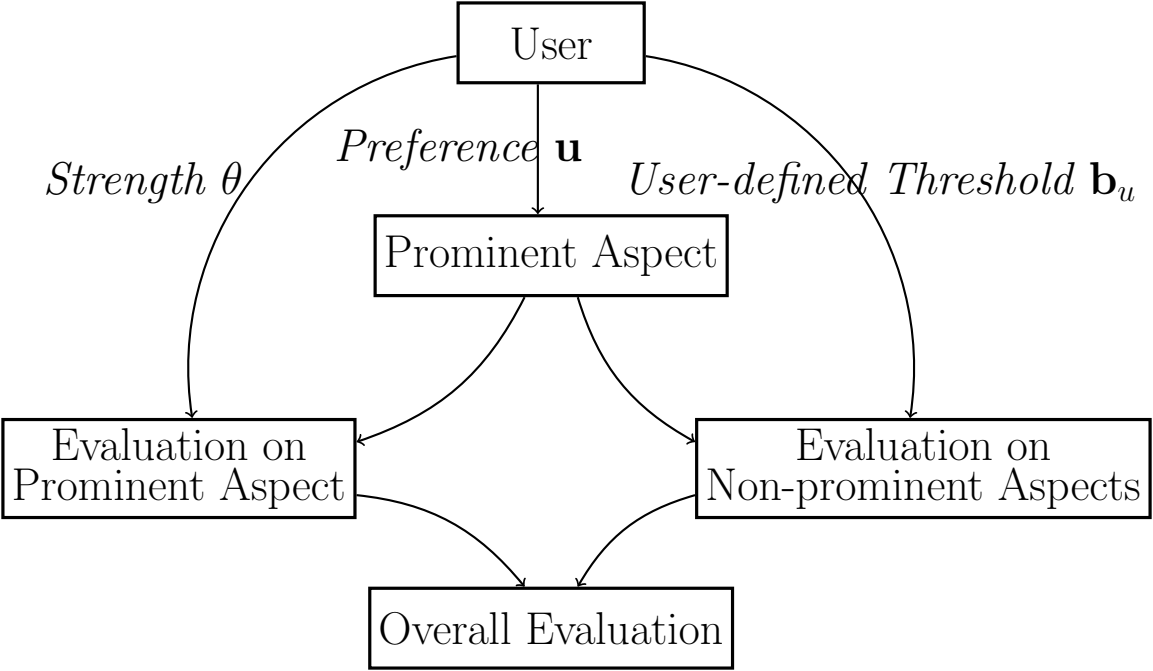 User
Preference u
Strength θ
User-defined Threshold b_u
Prominent Aspect
Evaluation on
Prominent Aspect
Evaluation on
Non-prominent Aspects
Overall Evaluation